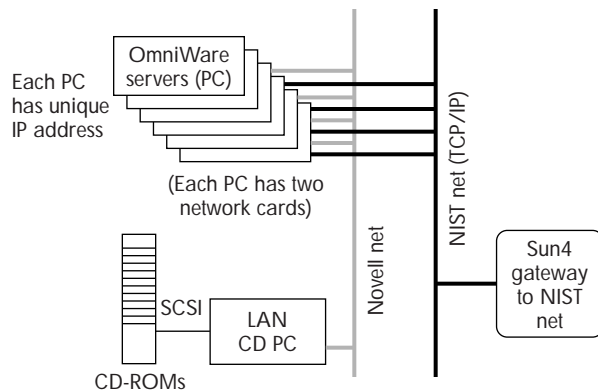 OmniWare
servers (PC)
Each PC
has unique
IP address
(Each PC has two
network cards)
NIST net (TCP/IP)
Novell net
Sun4
gateway
to NIST
net
SCSI
LAN
CD PC
CD-ROMs